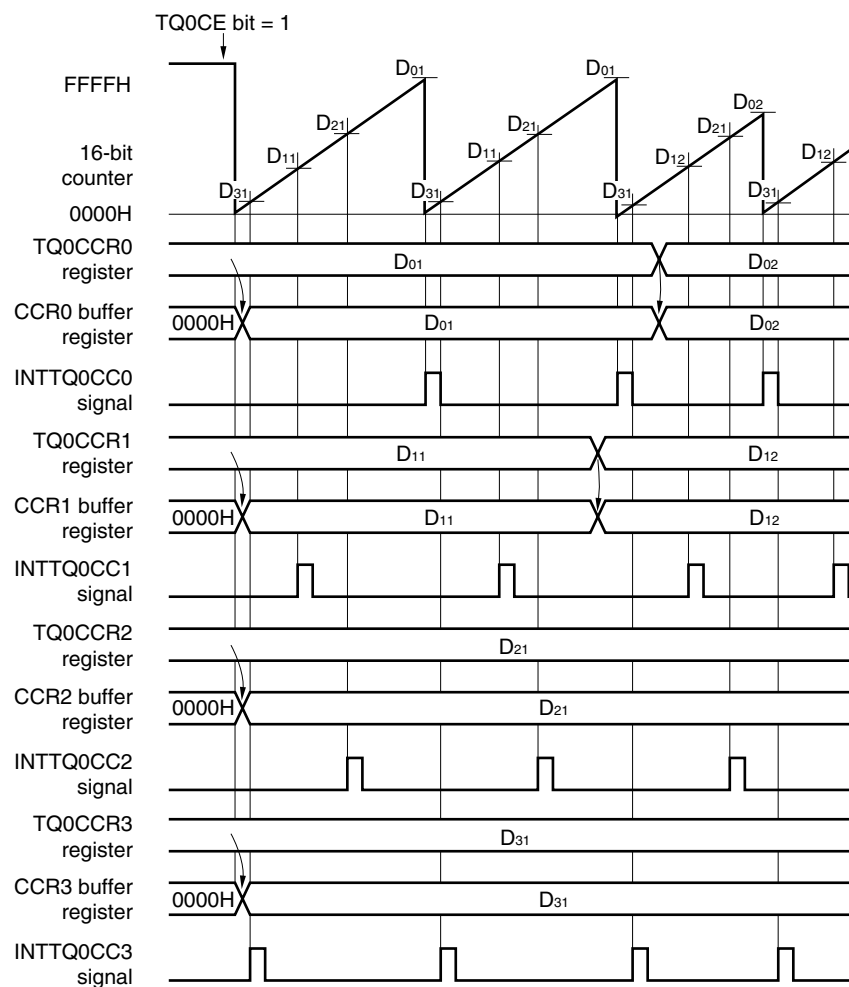 TQ0CE bit = 1
FFFFH
16-bit
counter
0000H
D31 D11 D21 D01 D31 D11 D21 D01 D31 D12 D21 D02 D31 D12
TQ0CCR0
register
D01 D02
CCR0 buffer
register
0000H D01 D02
INTTQ0CC0
signal
TQ0CCR1
register
D11 D12
CCR1 buffer
register
0000H D11 D12
INTTQ0CC1
signal
TQ0CCR2
register
D21
CCR2 buffer
register
0000H D21
INTTQ0CC2
signal
TQ0CCR3
register
D31
CCR3 buffer
register
0000H D31
INTTQ0CC3
signal